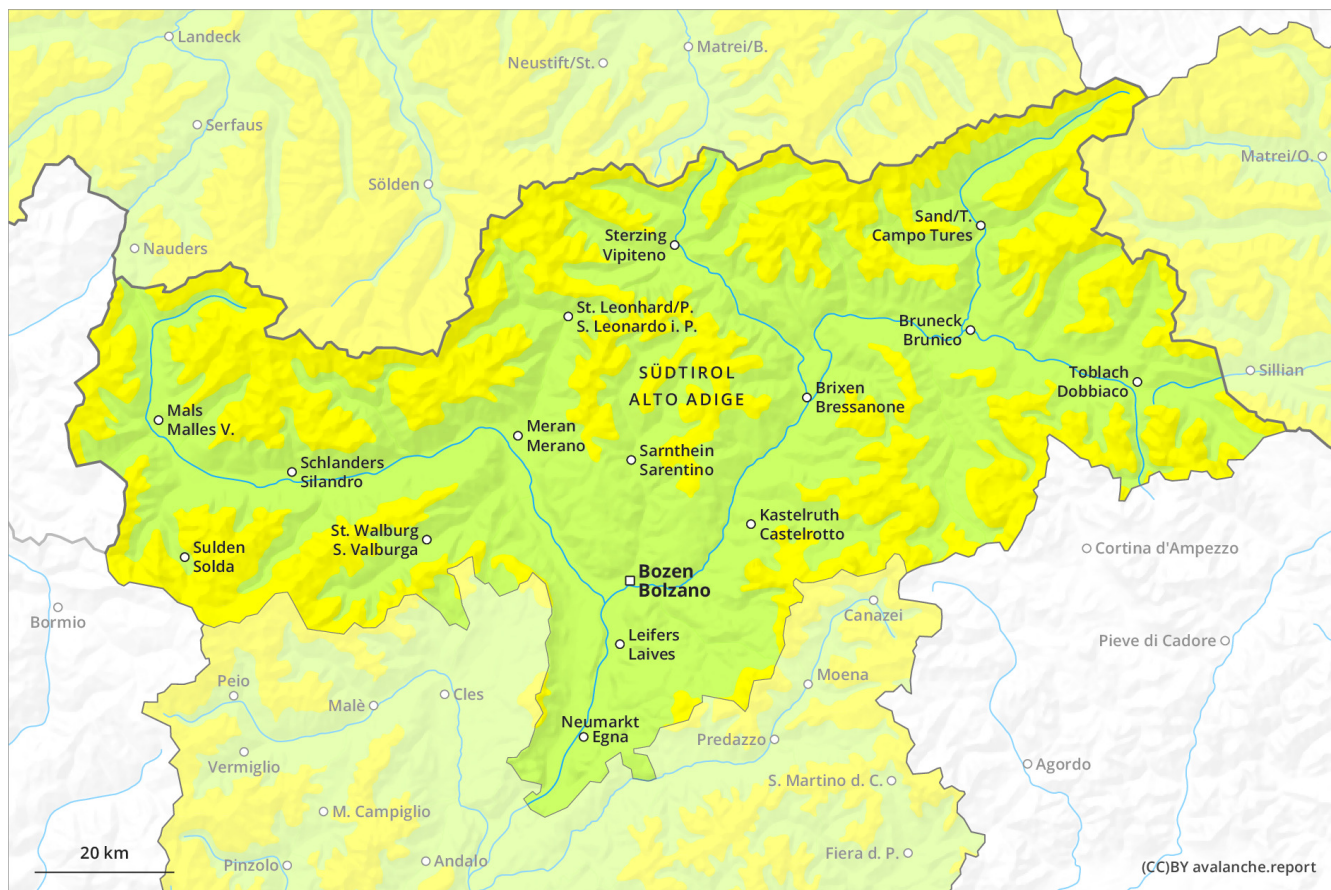 Landeck
Matrei/B.
Neustift/St.
Serfaus
Matrei/O.
Sölden
Nauders
Sand/T.
Campo Tures
Sterzing
Vipiteno
St. Leonhard/P.
S. Leonardo i. P.
Bruneck
Brunico
SÜDTIROL
ALTO ADIGE
Toblach
Dobbiaco
Sillian
Brixen
Bressanone
Mals
Malles V.
Meran
Merano
Sarnthein
Sarentino
Schlanders
Silandro
Kastelruth
Castelrotto
St. Walburg
S. Valburga
Sulden
Solda
Cortina d'Ampezzo
Bozen
Bolzano
Bormio
Canazei
Leifers
Laives
Pieve di Cadore
Peio
Moena
Malè
Cles
Neumarkt
Egna
Predazzo
Vermiglio
Agordo
S. Martino d. C.
M. Campiglio
20 km
Pinzolo
Andalo
Fiera d. P.
(CC)BY avalanche.report